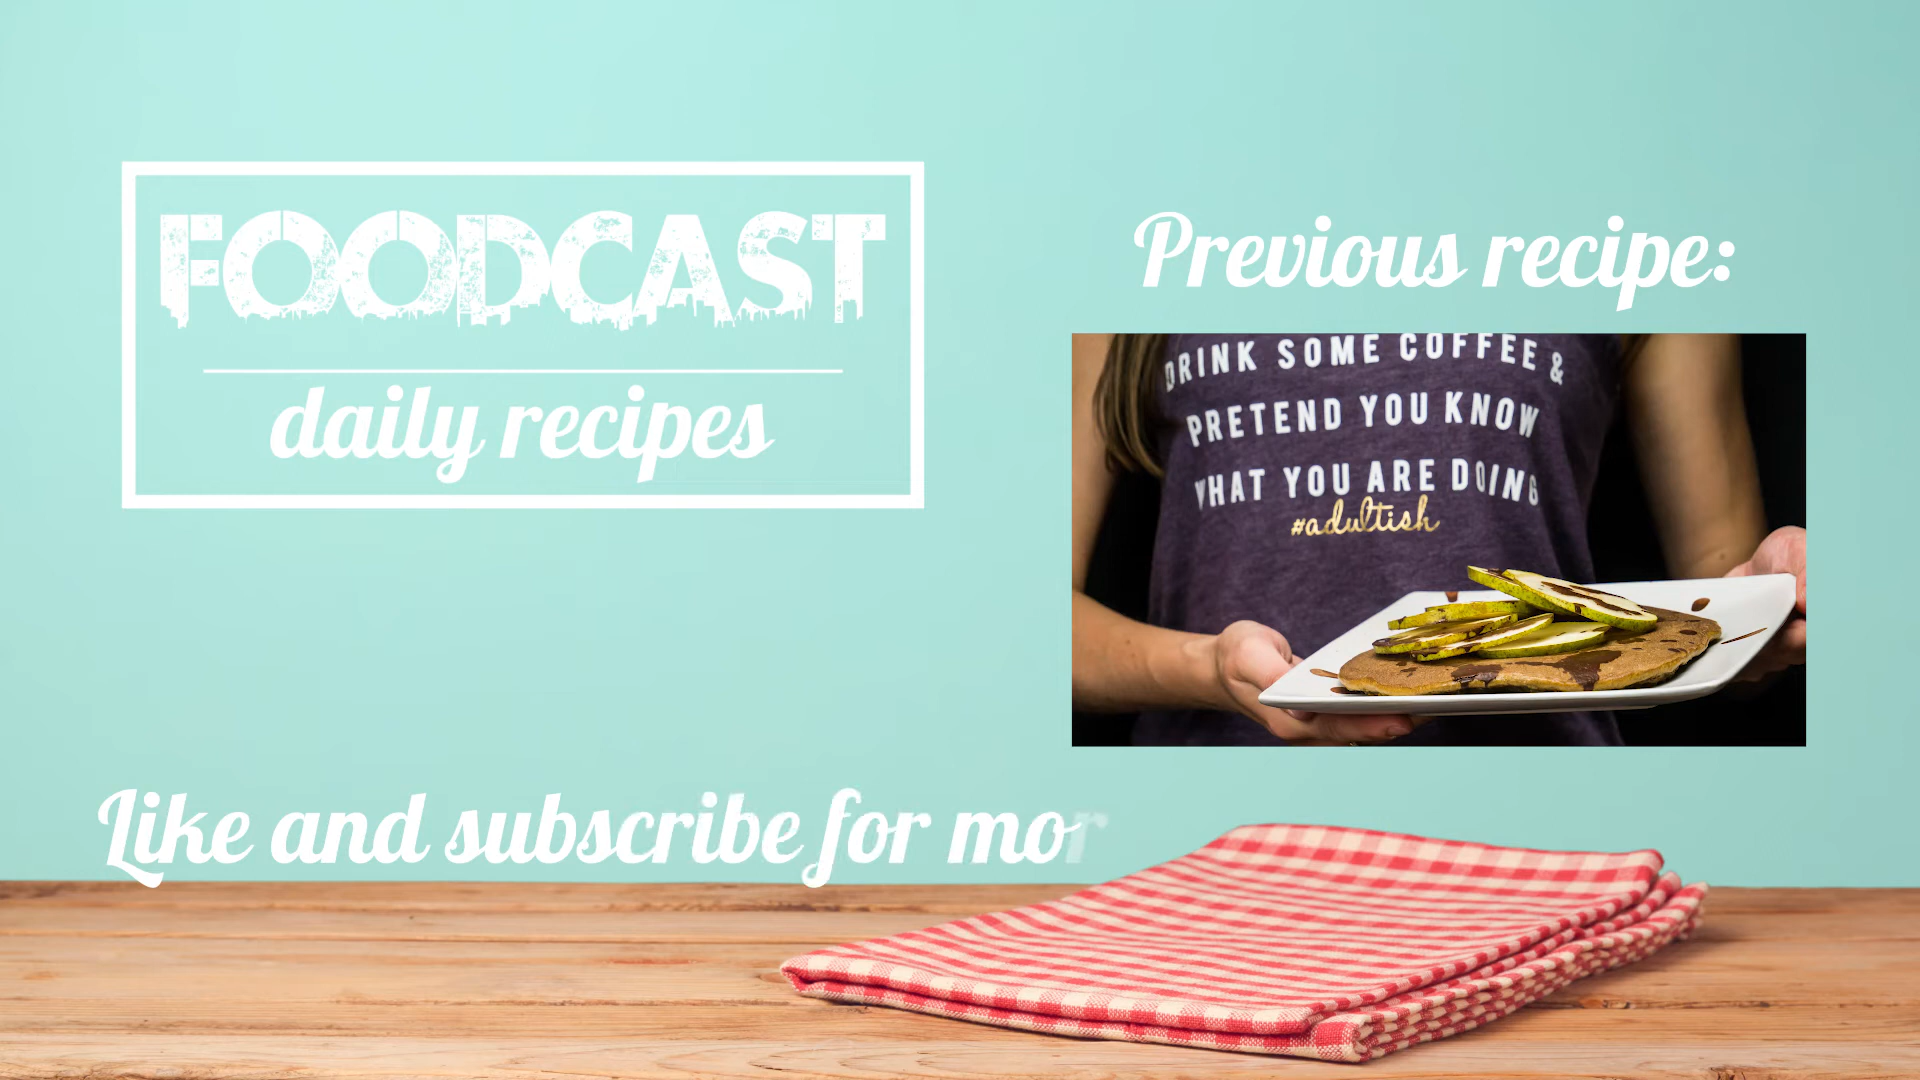 FOODCAST
daily recipes
Previous recipe:
DRINK SOME COFFEE &
PRETEND YOU KNOW
WHAT YOU ARE DOING
#adultish
Like and subscribe for mor